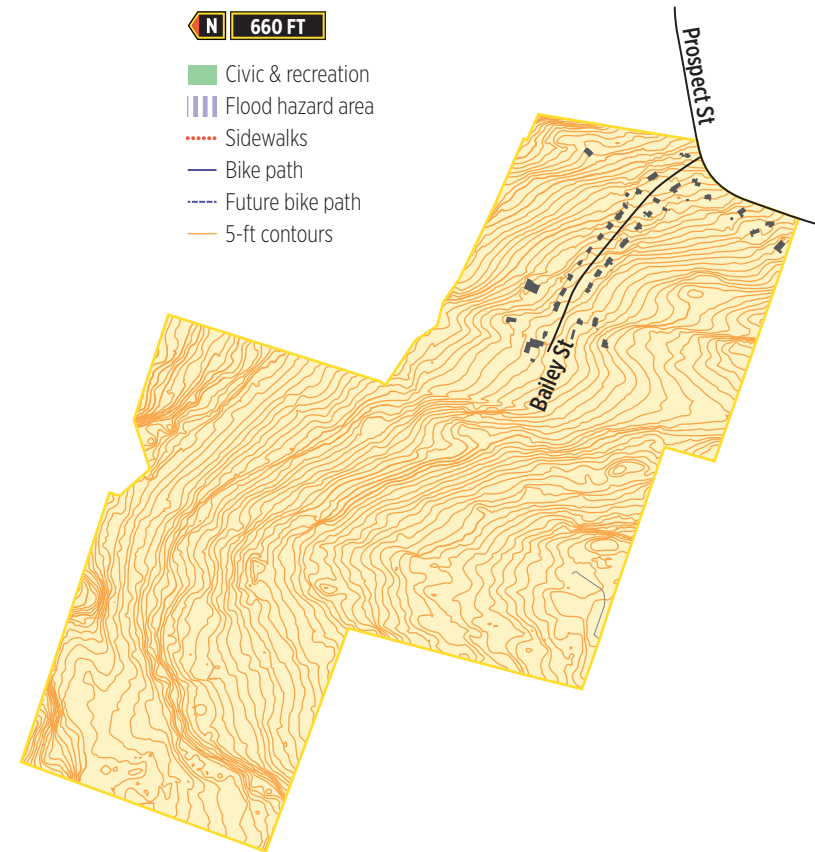 N 660 FT
Civic & recreation
Flood hazard area
Sidewalks
Bike path
Future bike path
5-ft contours
Prospect St
Bailey St